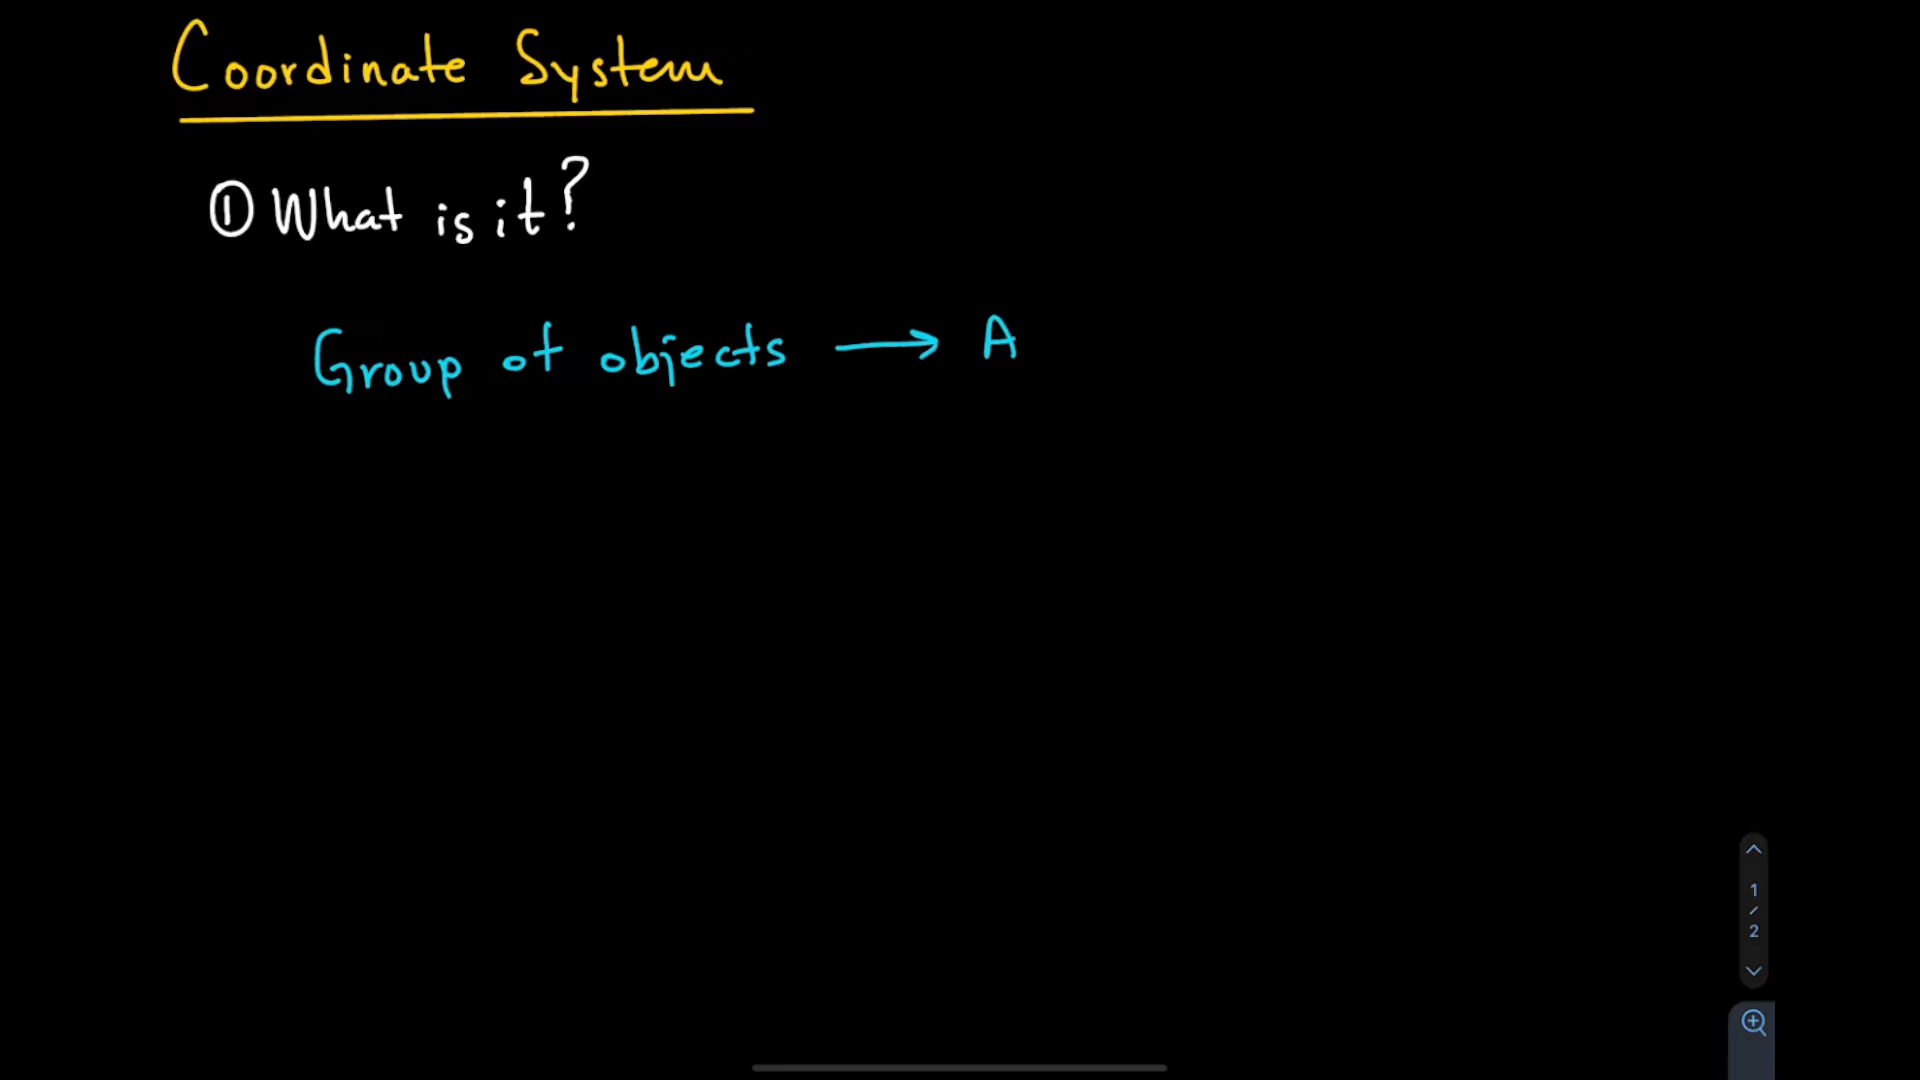 Coordinate System
① What is it?
Group of objects → A
1
/
2